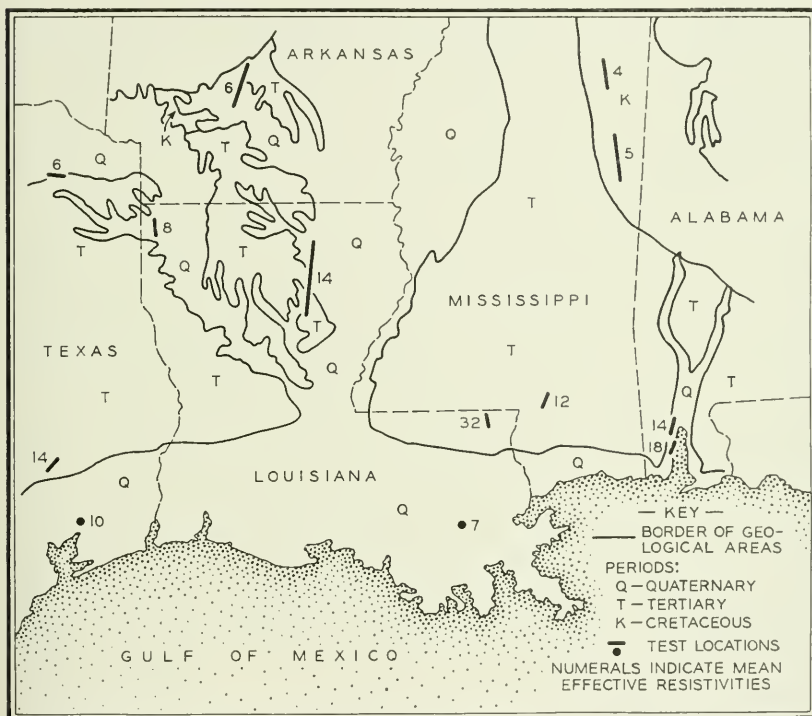 ARKANSAS
4
6
T
K
K
T
Q
Q
Q
5
6
T
ALABAMA
8
Q
T
T
Q
14
MISSISSIPPI
T
T
TEXAS
T
T
T
Q
Q
T
12
32
14
14
18
LOUISIANA
Q
Q
Q
10
7
— KEY —
BORDER OF GEO-
LOGICAL AREAS
PERIODS:
Q-QUATERNARY
T-TERTIARY
K-CRETACEOUS
TEST LOCATIONS
NUMERALS INDICATE MEAN
EFFECTIVE RESISTIVITIES
GULF OF MEXICO